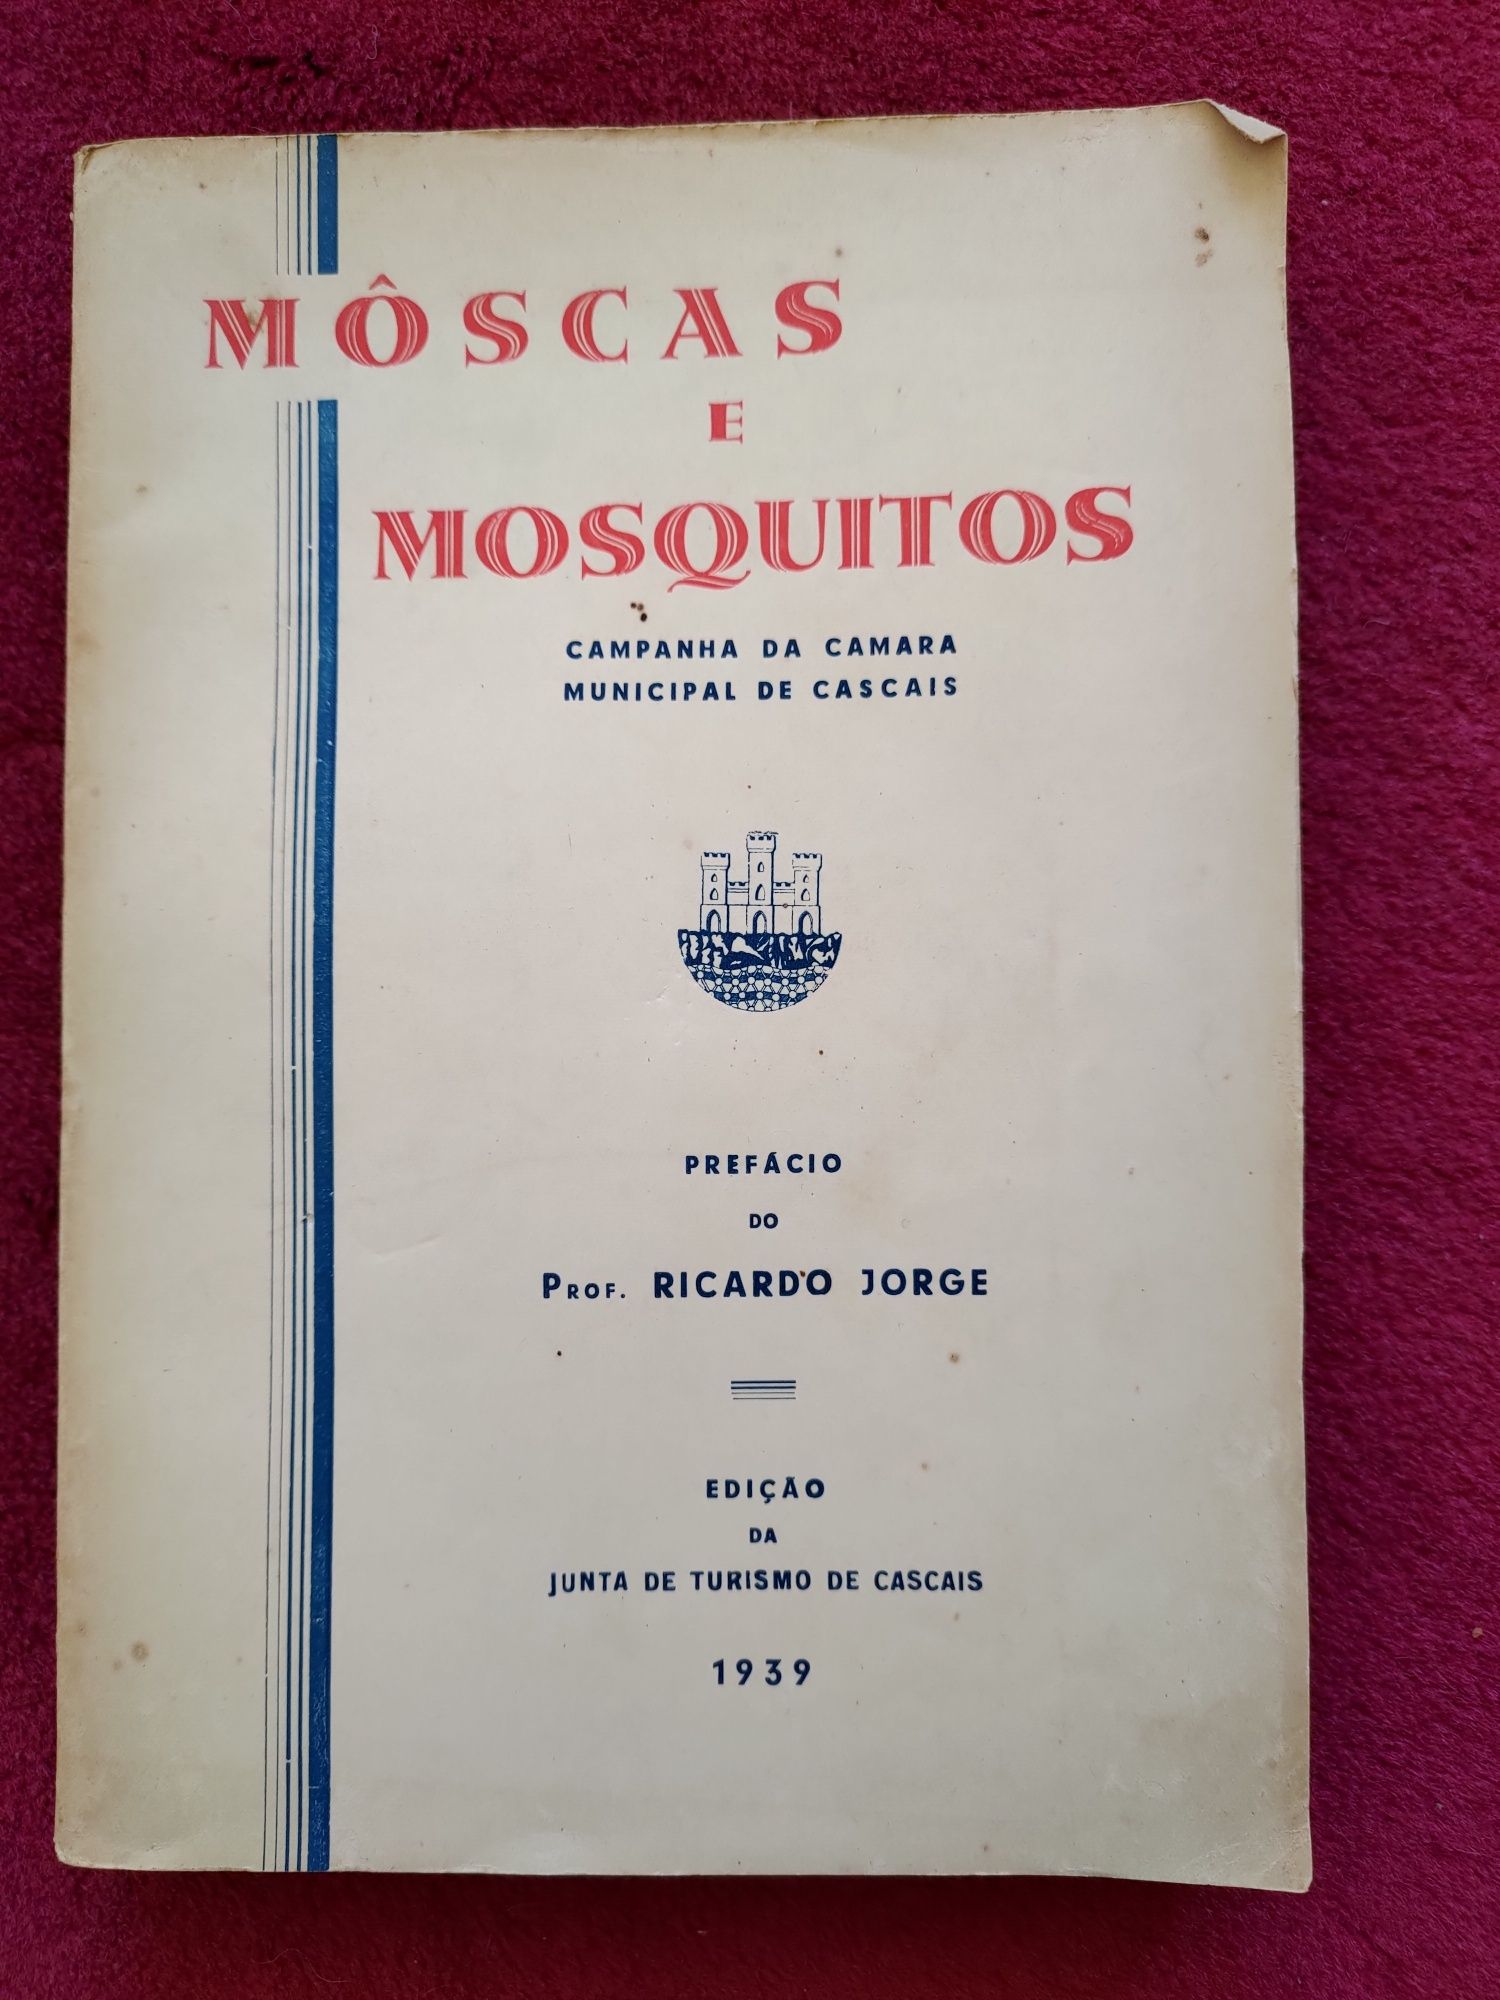 MÔSCAS
E
MOSQUITOS
CAMPANHA DA CAMARA
MUNICIPAL DE CASCAIS
PREFÁCIO
DO
PROF. RICARDO JORGE
EDIÇÃO
DA
JUNTA DE TURISMO DE CASCAIS
1939